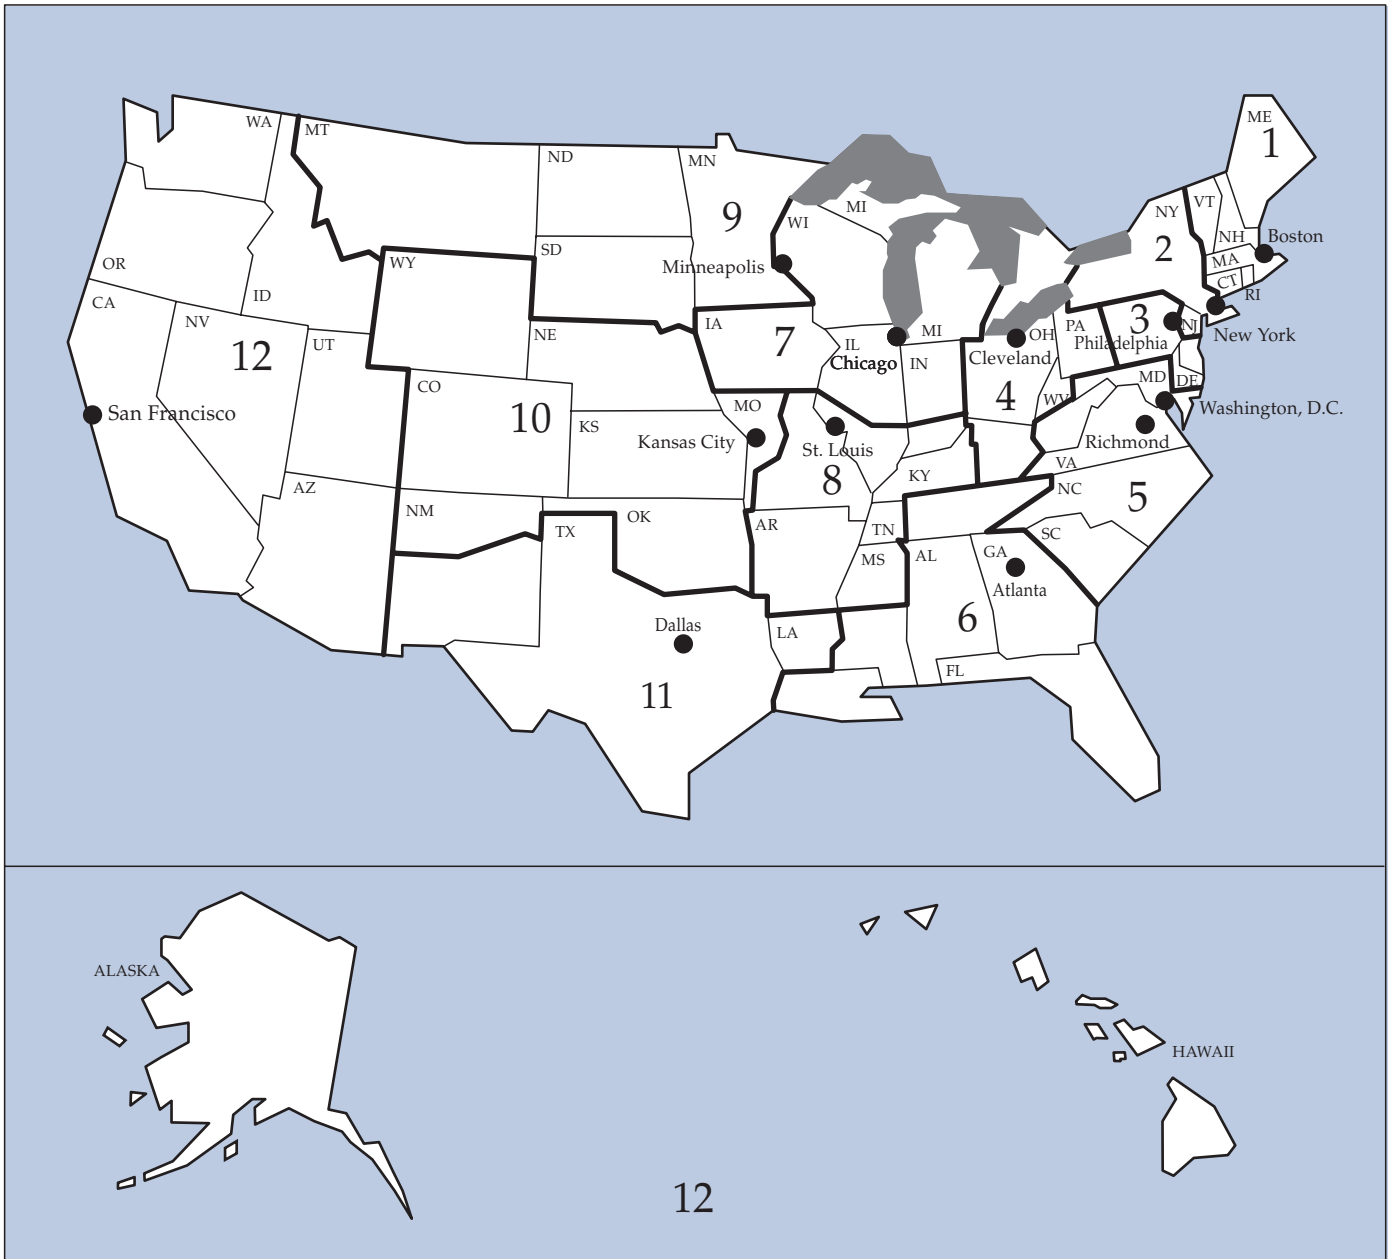 ME
1
WA
MT
ND
MN
SD
9
WI
MI
NY
VT
2
NH
Boston
MA
CT
RI
OR
ID
WY
Minneapolis
CA
NV
UT
12
NE
IA
7
IL
Chicago
MI
IN
OH
Cleveland
4
PA
3
Philadelphia
NJ
New York
MD
DE
WV
Washington, D.C.
San Francisco
CO
10
KS
MO
Kansas City
St. Louis
8
KY
Richmond
VA
NC
5
AZ
NM
TX
OK
AR
TN
MS
AL
GA
SC
Atlanta
6
Dallas
LA
FL
11
ALASKA
HAWAII
12